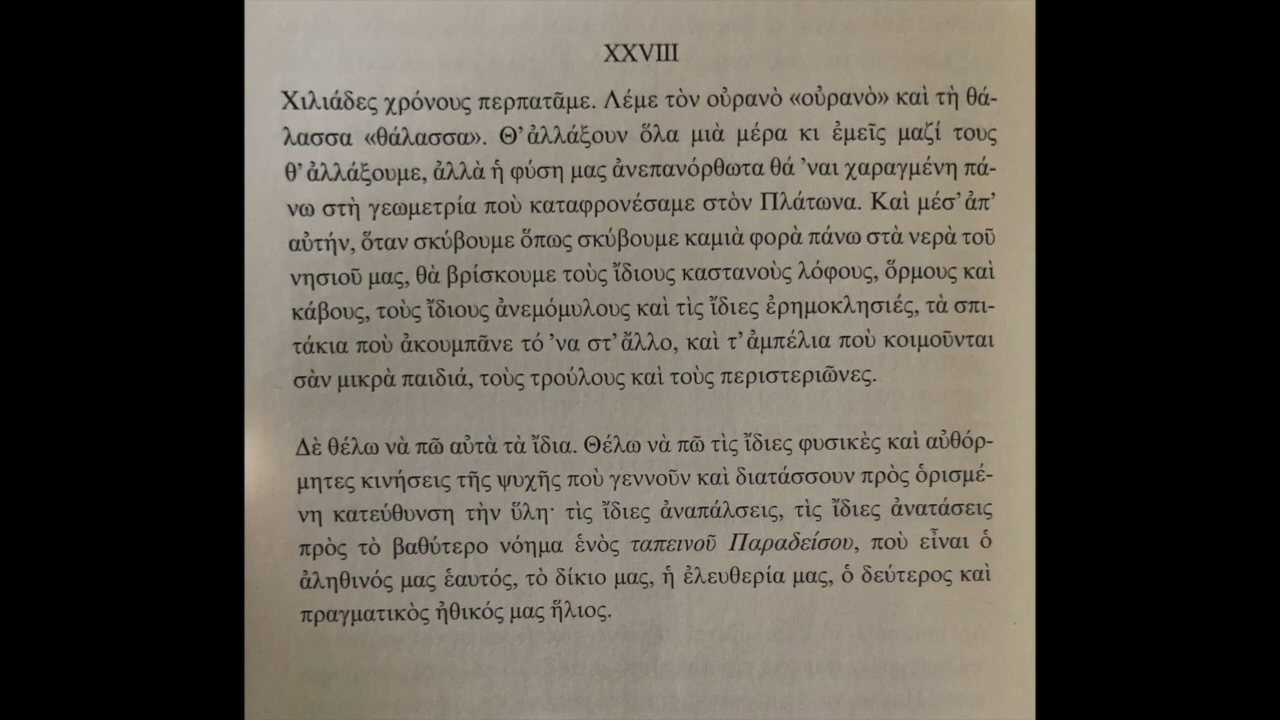 XXVIII
Χιλιάδες χρόνους περπατᾶμε. Λέμε τὸν οὐρανὸ «οὐρανὸ» καὶ τὴ θά-
λασσα «θάλασσα». Θ’ ἀλλάξουν ὅλα μιὰ μέρα κι ἐμεῖς μαζί τους
θ’ ἀλλάξουμε, ἀλλὰ ἡ φύση μας ἀνεπανόρθωτα θά ’ναι χαραγμένη πά-
νω στὴ γεωμετρία ποὺ καταφρονέσαμε στὸν Πλάτωνα. Καὶ μέσ’ ἀπ’
αὐτήν, ὅταν σκύβουμε ὅπως σκύβουμε καμιὰ φορὰ πάνω στὰ νερὰ τοῦ
νησιοῦ μας, θὰ βρίσκουμε τοὺς ἴδιους καστανοὺς λόφους, ὅρμους καὶ
κάβους, τοὺς ἴδιους ἀνεμόμυλους καὶ τὶς ἴδιες ἐρημοκλησιές, τὰ σπι-
τάκια ποὺ ἀκουμπᾶνε τό ’να στ’ ἄλλο, καὶ τ’ ἀμπέλια ποὺ κοιμοῦνται
σὰν μικρὰ παιδιά, τοὺς τρούλους καὶ τοὺς περιστεριῶνες.
Δὲ θέλω νὰ πῶ αὐτὰ τὰ ἴδια. Θέλω νὰ πῶ τὶς ἴδιες φυσικὲς καὶ αὐθόρ-
μητες κινήσεις τῆς ψυχῆς ποὺ γεννοῦν καὶ διατάσσουν πρὸς ὁρισμέ-
νη κατεύθυνση τὴν ὕλη· τὶς ἴδιες ἀναπάλσεις, τὶς ἴδιες ἀνατάσεις
πρὸς τὸ βαθύτερο νόημα ἑνὸς ταπεινοῦ Παραδείσου, ποὺ εἶναι ὁ
ἀληθινός μας ἑαυτός, τὸ δίκιο μας, ἡ ἐλευθερία μας, ὁ δεύτερος καὶ
πραγματικὸς ἠθικός μας ἥλιος.